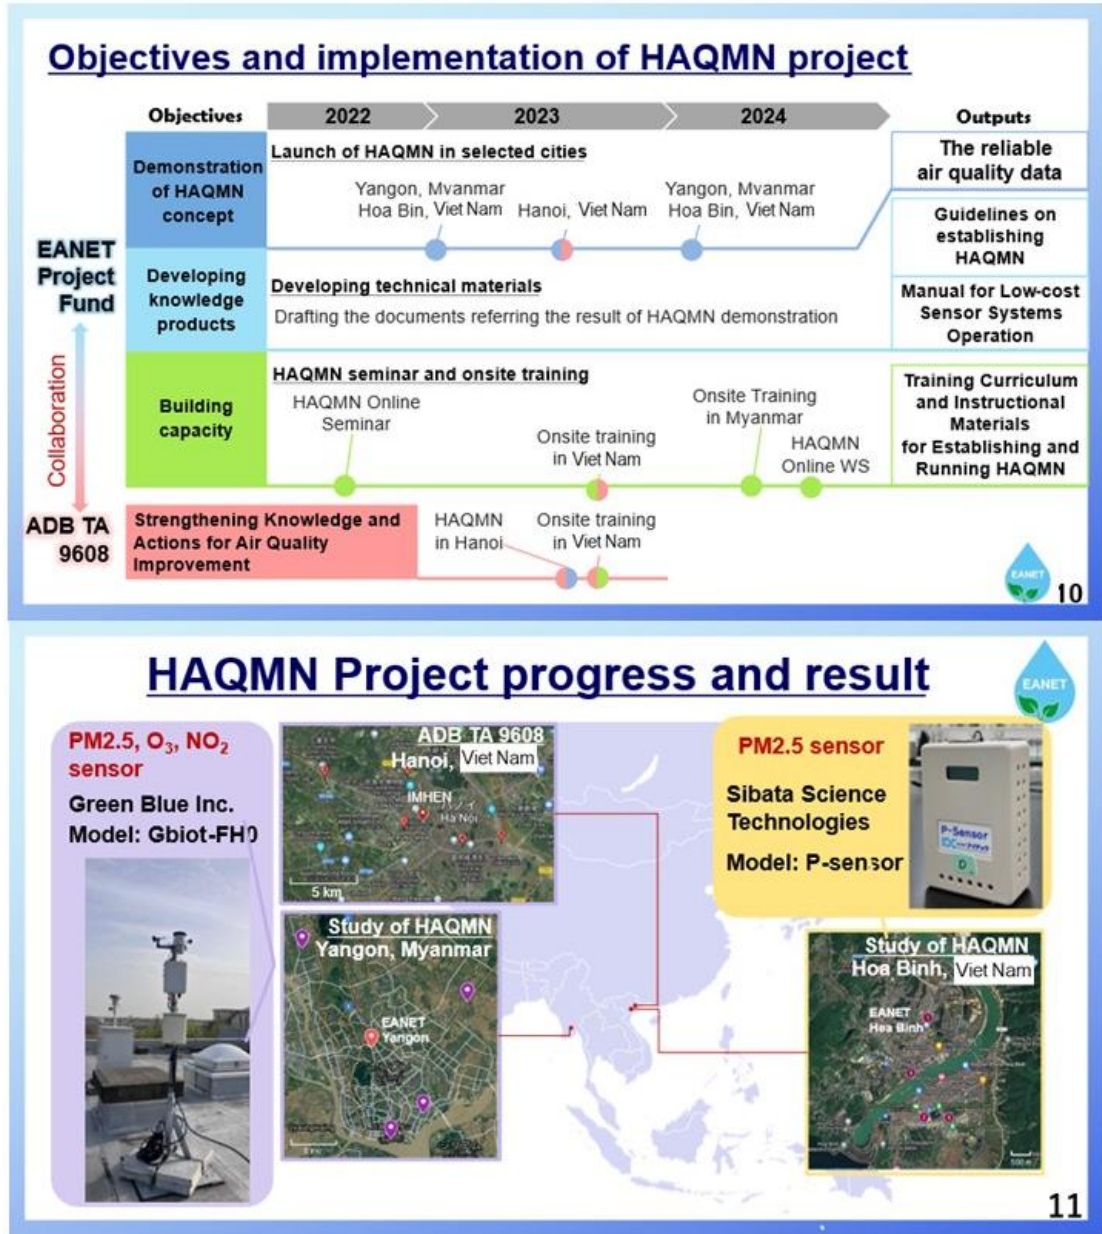 Objectives and implementation of HAQMN project
Objectives
2022
2023
2024
Outputs
EANET
Project
Fund
Collaboration
ADB TA
9608
Demonstration
of HAQMN
concept
Launch of HAQMN in selected cities
Yangon, Mvanmar
Hoa Bin, Viet Nam
Hanoi, Viet Nam
Yangon, Mvanmar
Hoa Bin, Viet Nam
The reliable
air quality data
Developing
knowledge
products
Developing technical materials
Drafting the documents referring the result of HAQMN demonstration
Guidelines on
establishing
HAQMN
Manual for Low-cost
Sensor Systems
Operation
Building
capacity
HAQMN seminar and onsite training
HAQMN Online
Seminar
Onsite training
in Viet Nam
Onsite Training
in Myanmar
HAQMN
Online WS
Training Curriculum
and Instructional
Materials
for Establishing and
Running HAQMN
Strengthening Knowledge and
Actions for Air Quality
Improvement
HAQMN
in Hanoi
Onsite training
in Viet Nam
EANET
10
HAQMN Project progress and result
EANET
PM2.5, O₃, NO₂
sensor
Green Blue Inc.
Model: Gbiot-FH0
ADB TA 9608
Hanoi, Viet Nam
IMHEN
Ha Noi
5 km
Study of HAQMN
Yangon, Myanmar
EANET
Yangon
PM2.5 sensor
Sibata Science
Technologies
Model: P-sensor
P-Sensor
D
Study of HAQMN
Hoa Binh, Viet Nam
EANET
Hoa Binh
500 m
11